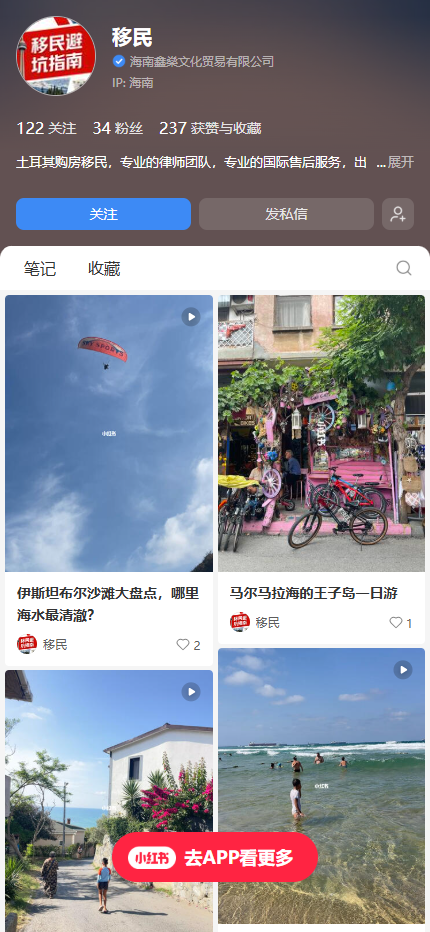 移民避
坑指南
移民
海南鑫燊文化贸易有限公司
IP: 海南
122 关注 34 粉丝 237 获赞与收藏
土耳其购房移民，专业的律师团队，专业的国际售后服务，出 ...展开
关注 发私信
笔记 收藏
小红书
小红书
伊斯坦布尔沙滩大盘点，哪里
海水最清澈？
移民 2
马尔马拉海的王子岛一日游
移民 1
小红书
小红书 去APP看更多